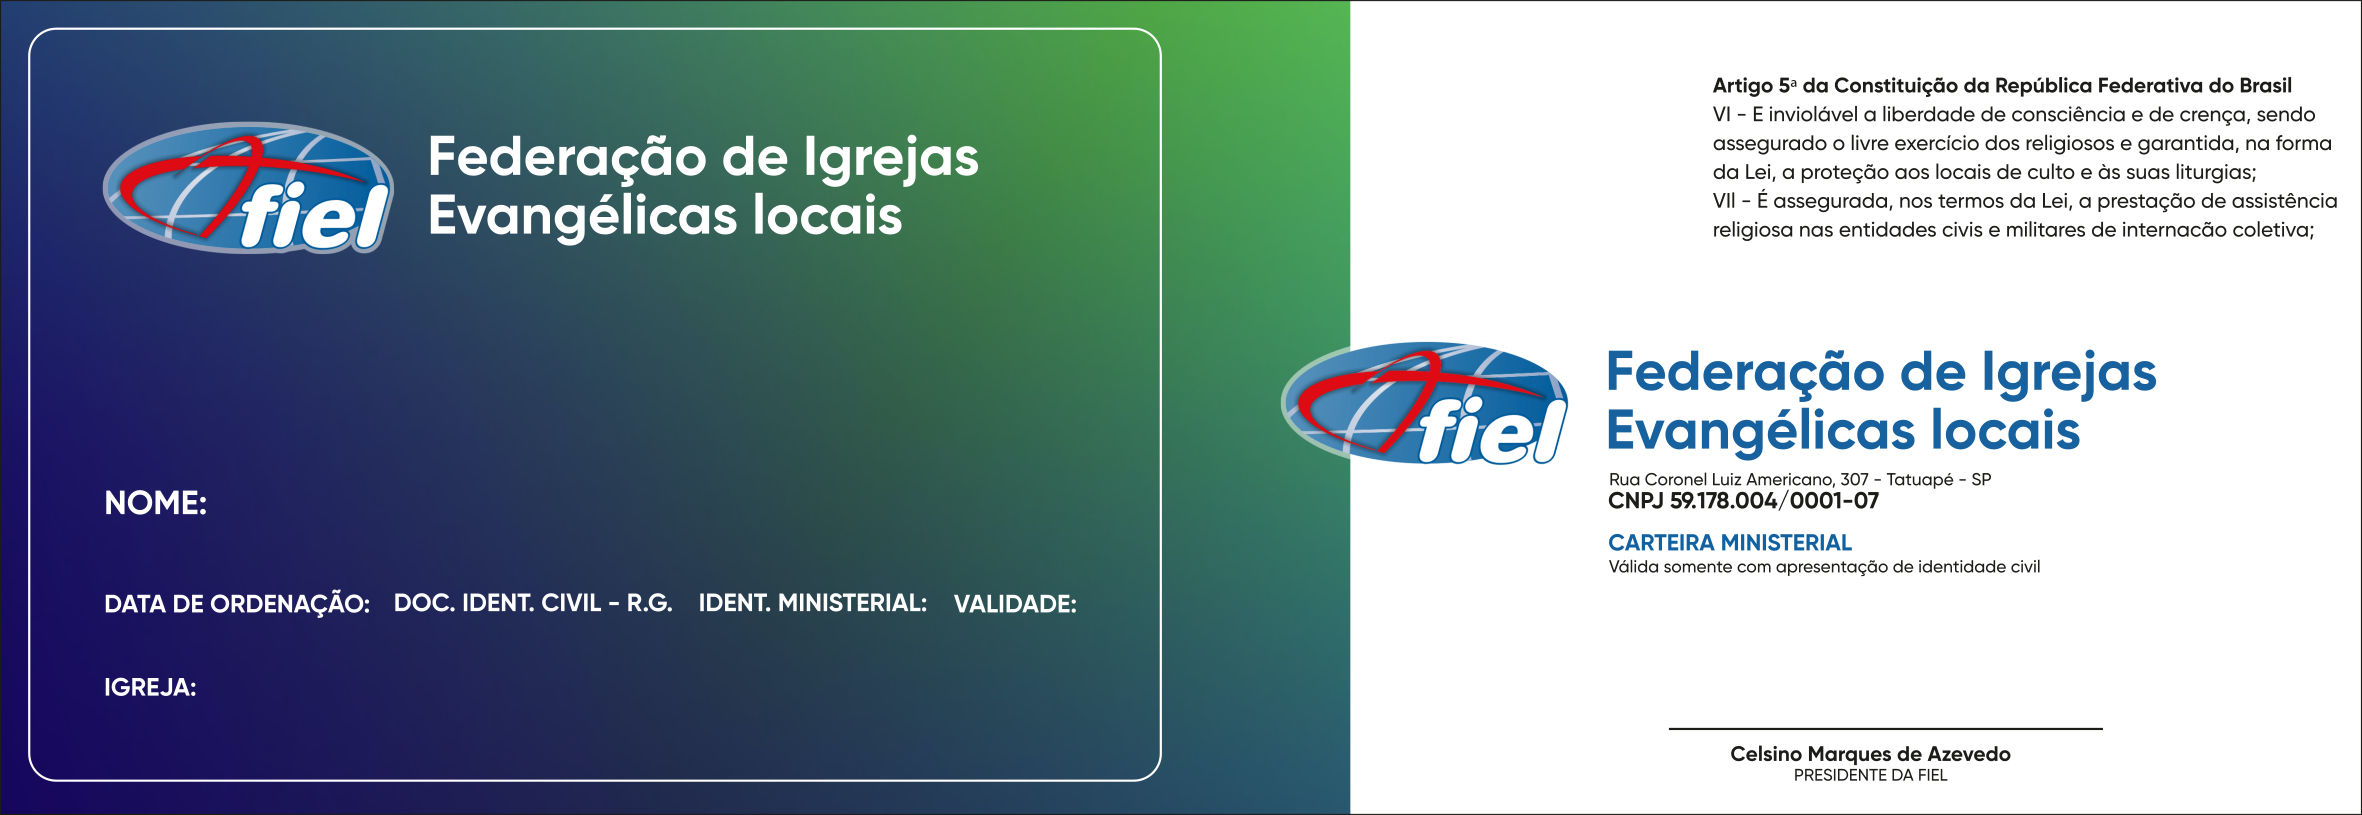 fiel
Federação de Igrejas
Evangélicas locais
NOME:
DATA DE ORDENAÇÃO: DOC. IDENT. CIVIL - R.G. IDENT. MINISTERIAL: VALIDADE:
IGREJA:
Artigo 5ª da Constituição da República Federativa do Brasil
VI - E inviolável a liberdade de consciência e de crença, sendo
assegurado o livre exercício dos religiosos e garantida, na forma
da Lei, a proteção aos locais de culto e às suas liturgias;
VIl - É assegurada, nos termos da Lei, a prestação de assistência
religiosa nas entidades civis e militares de internacão coletiva;
fiel
Federação de Igrejas
Evangélicas locais
Rua Coronel Luiz Americano, 307 - Tatuapé - SP
CNPJ 59.178.004/0001-07
CARTEIRA MINISTERIAL
Válida somente com apresentação de identidade civil
Celsino Marques de Azevedo
PRESIDENTE DA FIEL